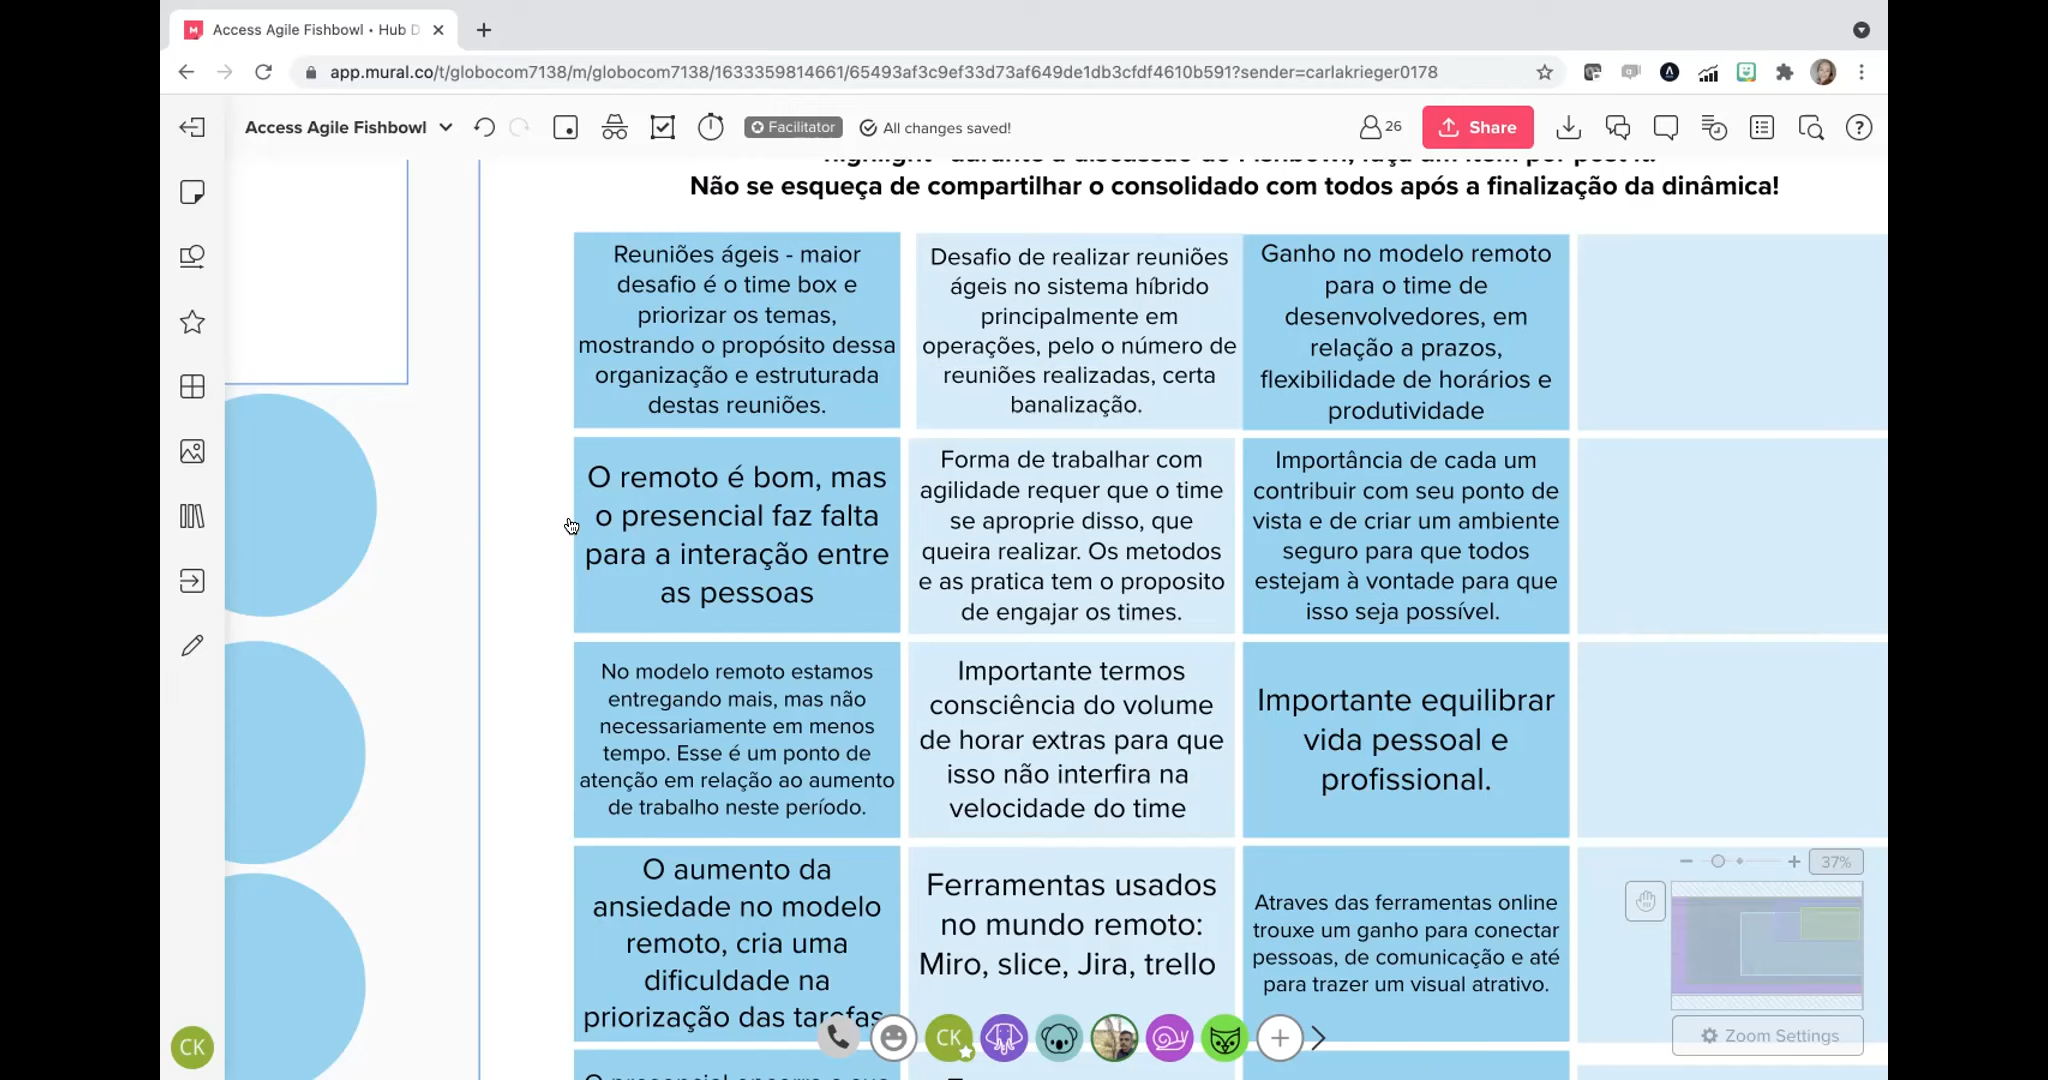 Access Agile Fishbowl • Hub D
app.mural.co/t/globocom7138/m/globocom7138/1633359814661/65493af3c9ef33d73af649de1db3cfdf4610b591?sender=carlakrieger0178
Access Agile Fishbowl
Facilitator
All changes saved!
26
Share
Não se esqueça de compartilhar o consolidado com todos após a finalização da dinâmica!
Reuniões ágeis - maior
desafio é o time box e
priorizar os temas,
mostrando o propósito dessa
organização e estruturada
destas reuniões.
Desafio de realizar reuniões
ágeis no sistema híbrido
principalmente em
operações, pelo o número de
reuniões realizadas, certa
banalização.
Ganho no modelo remoto
para o time de
desenvolvedores, em
relação a prazos,
flexibilidade de horários e
produtividade
O remoto é bom, mas
o presencial faz falta
para a interação entre
as pessoas
Forma de trabalhar com
agilidade requer que o time
se aproprie disso, que
queira realizar. Os metodos
e as pratica tem o proposito
de engajar os times.
Importância de cada um
contribuir com seu ponto de
vista e de criar um ambiente
seguro para que todos
estejam à vontade para que
isso seja possível.
No modelo remoto estamos
entregando mais, mas não
necessariamente em menos
tempo. Esse é um ponto de
atenção em relação ao aumento
de trabalho neste período.
Importante termos
consciência do volume
de horar extras para que
isso não interfira na
velocidade do time
Importante equilibrar
vida pessoal e
profissional.
O aumento da
ansiedade no modelo
remoto, cria uma
dificuldade na
priorização das tarefas
Ferramentas usados
no mundo remoto:
Miro, slice, Jira, trello
Atraves das ferramentas online
trouxe um ganho para conectar
pessoas, de comunicação e até
para trazer um visual atrativo.
37%
Zoom Settings
CK
CK